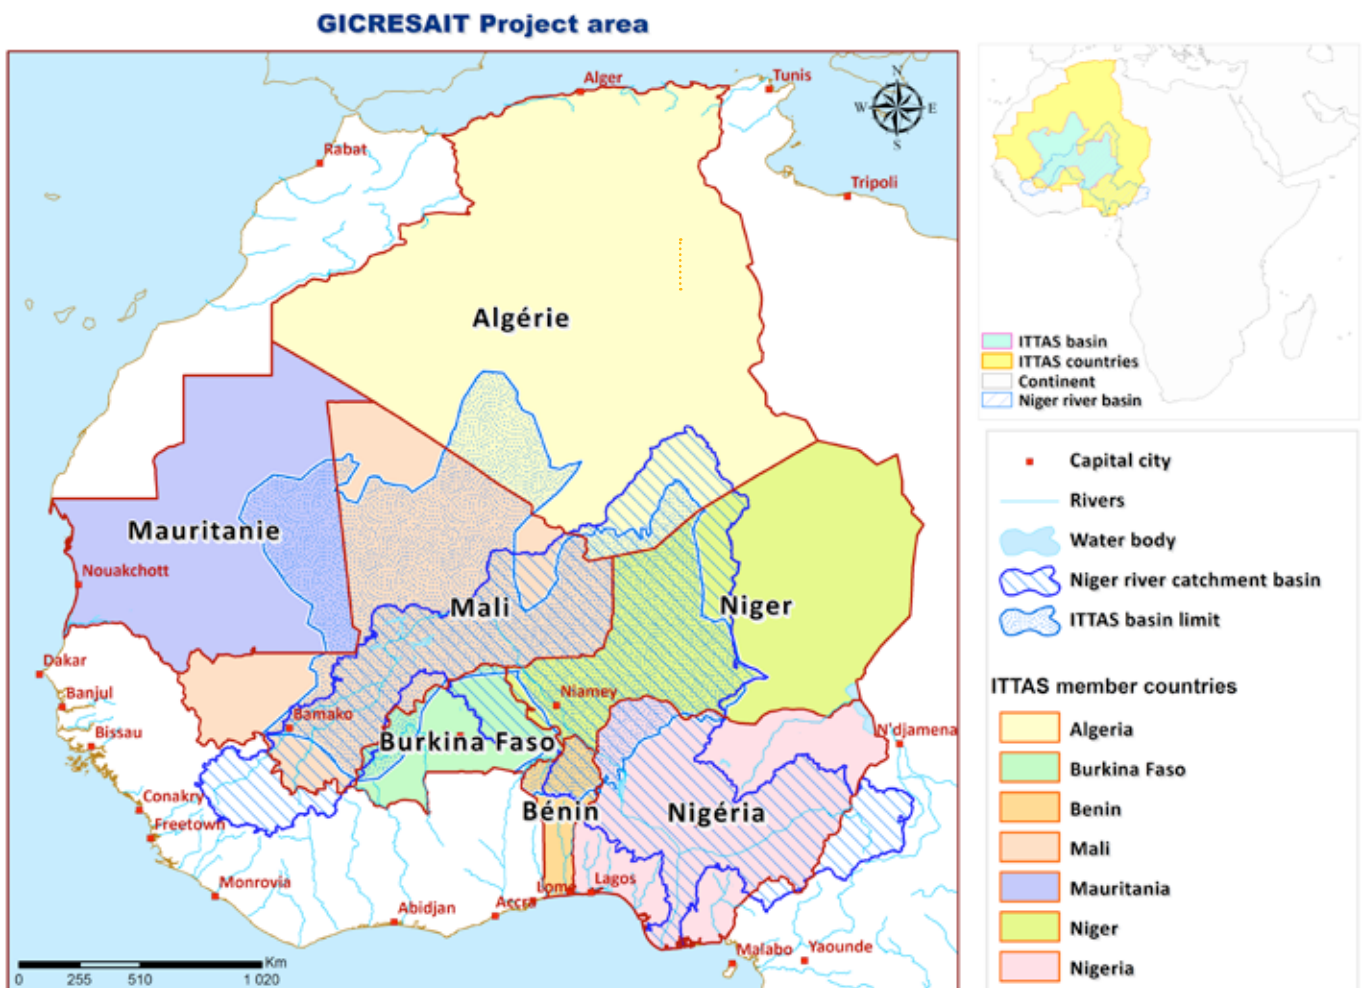 GICRESAIT Project area
Alger
Tunis
N
W
E
S
Rabat
Tripoli
Algérie
Mauritanie
Nouakchott
Mali
Niger
Dakar
Banjul
Bissau
Bamako
Niamey
Burkina Faso
N'djamena
Conakry
Freetown
Bénin
Nigéria
Monrovia
Abidjan
Accra
Lome
Lagos
Malabo
Yaounde
Km
0 255 510 1 020
ITTAS basin
ITTAS countries
Continent
Niger river basin
Capital city
Rivers
Water body
Niger river catchment basin
ITTAS basin limit
ITTAS member countries
Algeria
Burkina Faso
Benin
Mali
Mauritania
Niger
Nigeria